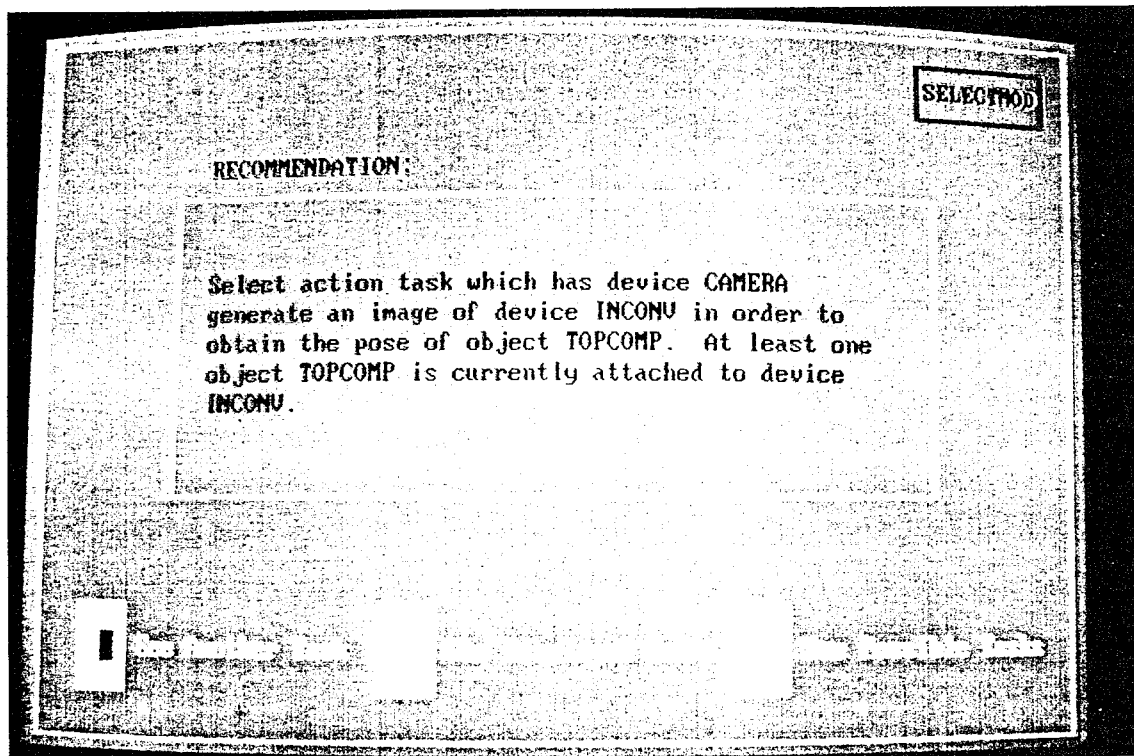 SELECTMOD
RECOMMENDATION:
Select action task which has device CAMERA
generate an image of device INCONV in order to
obtain the pose of object TOPCOMP. At least one
object TOPCOMP is currently attached to device
INCONV.